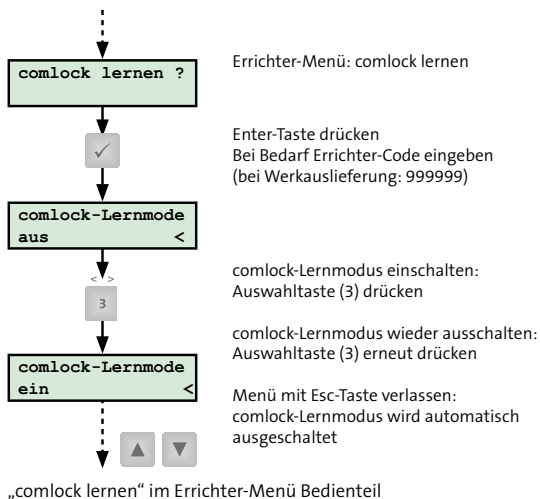 comlock lernen ?
Errichter-Menü: comlock lernen
Enter-Taste drücken
Bei Bedarf Errichter-Code eingeben
(bei Werkauslieferung: 999999)
comlock-Lernmode
aus <
< >
3
comlock-Lernmodus einschalten:
Auswahltaste (3) drücken
comlock-Lernmodus wieder ausschalten:
Auswahltaste (3) erneut drücken
comlock-Lernmode
ein <
Menü mit Esc-Taste verlassen:
comlock-Lernmodus wird automatisch
ausgeschaltet
„comlock lernen“ im Errichter-Menü Bedienteil